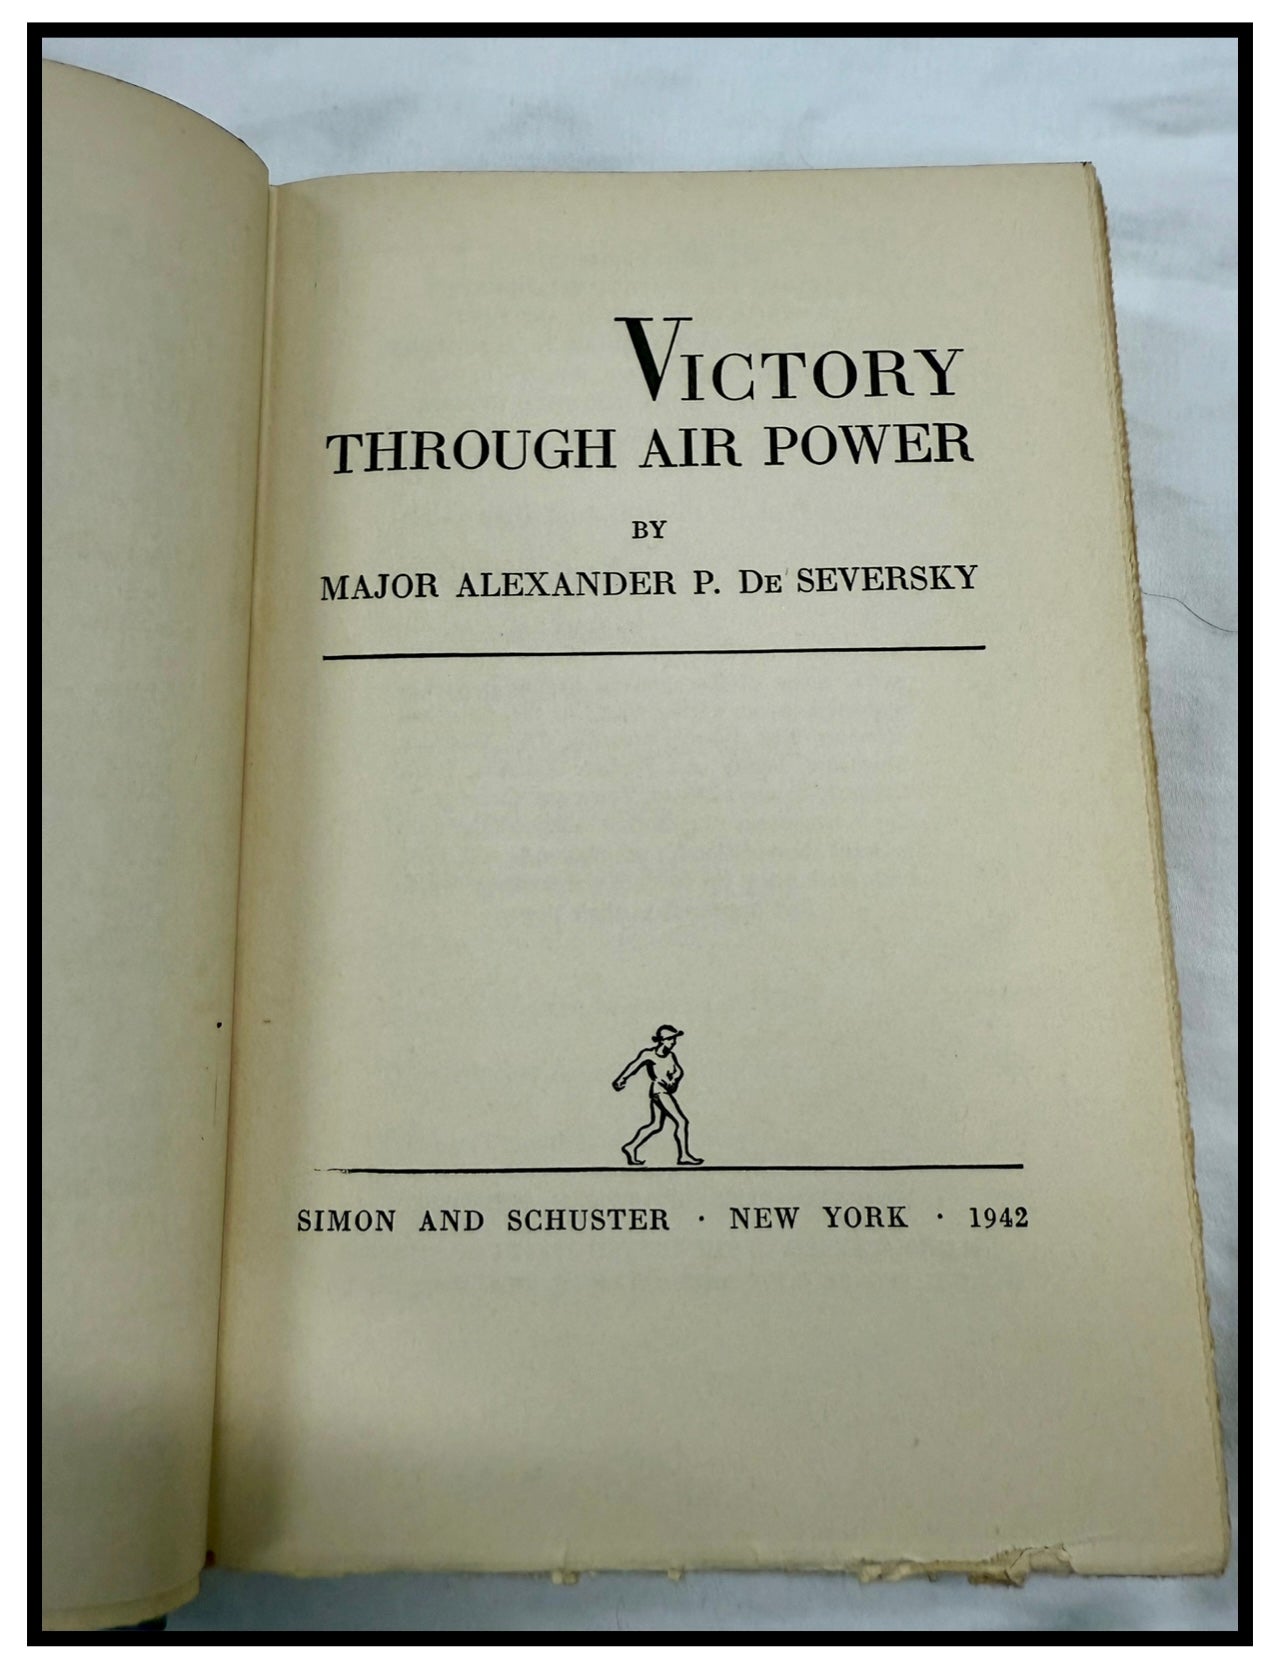 VICTORY
THROUGH AIR POWER
BY
MAJOR ALEXANDER P. DE SEVERSKY
SIMON AND SCHUSTER · NEW YORK · 1942